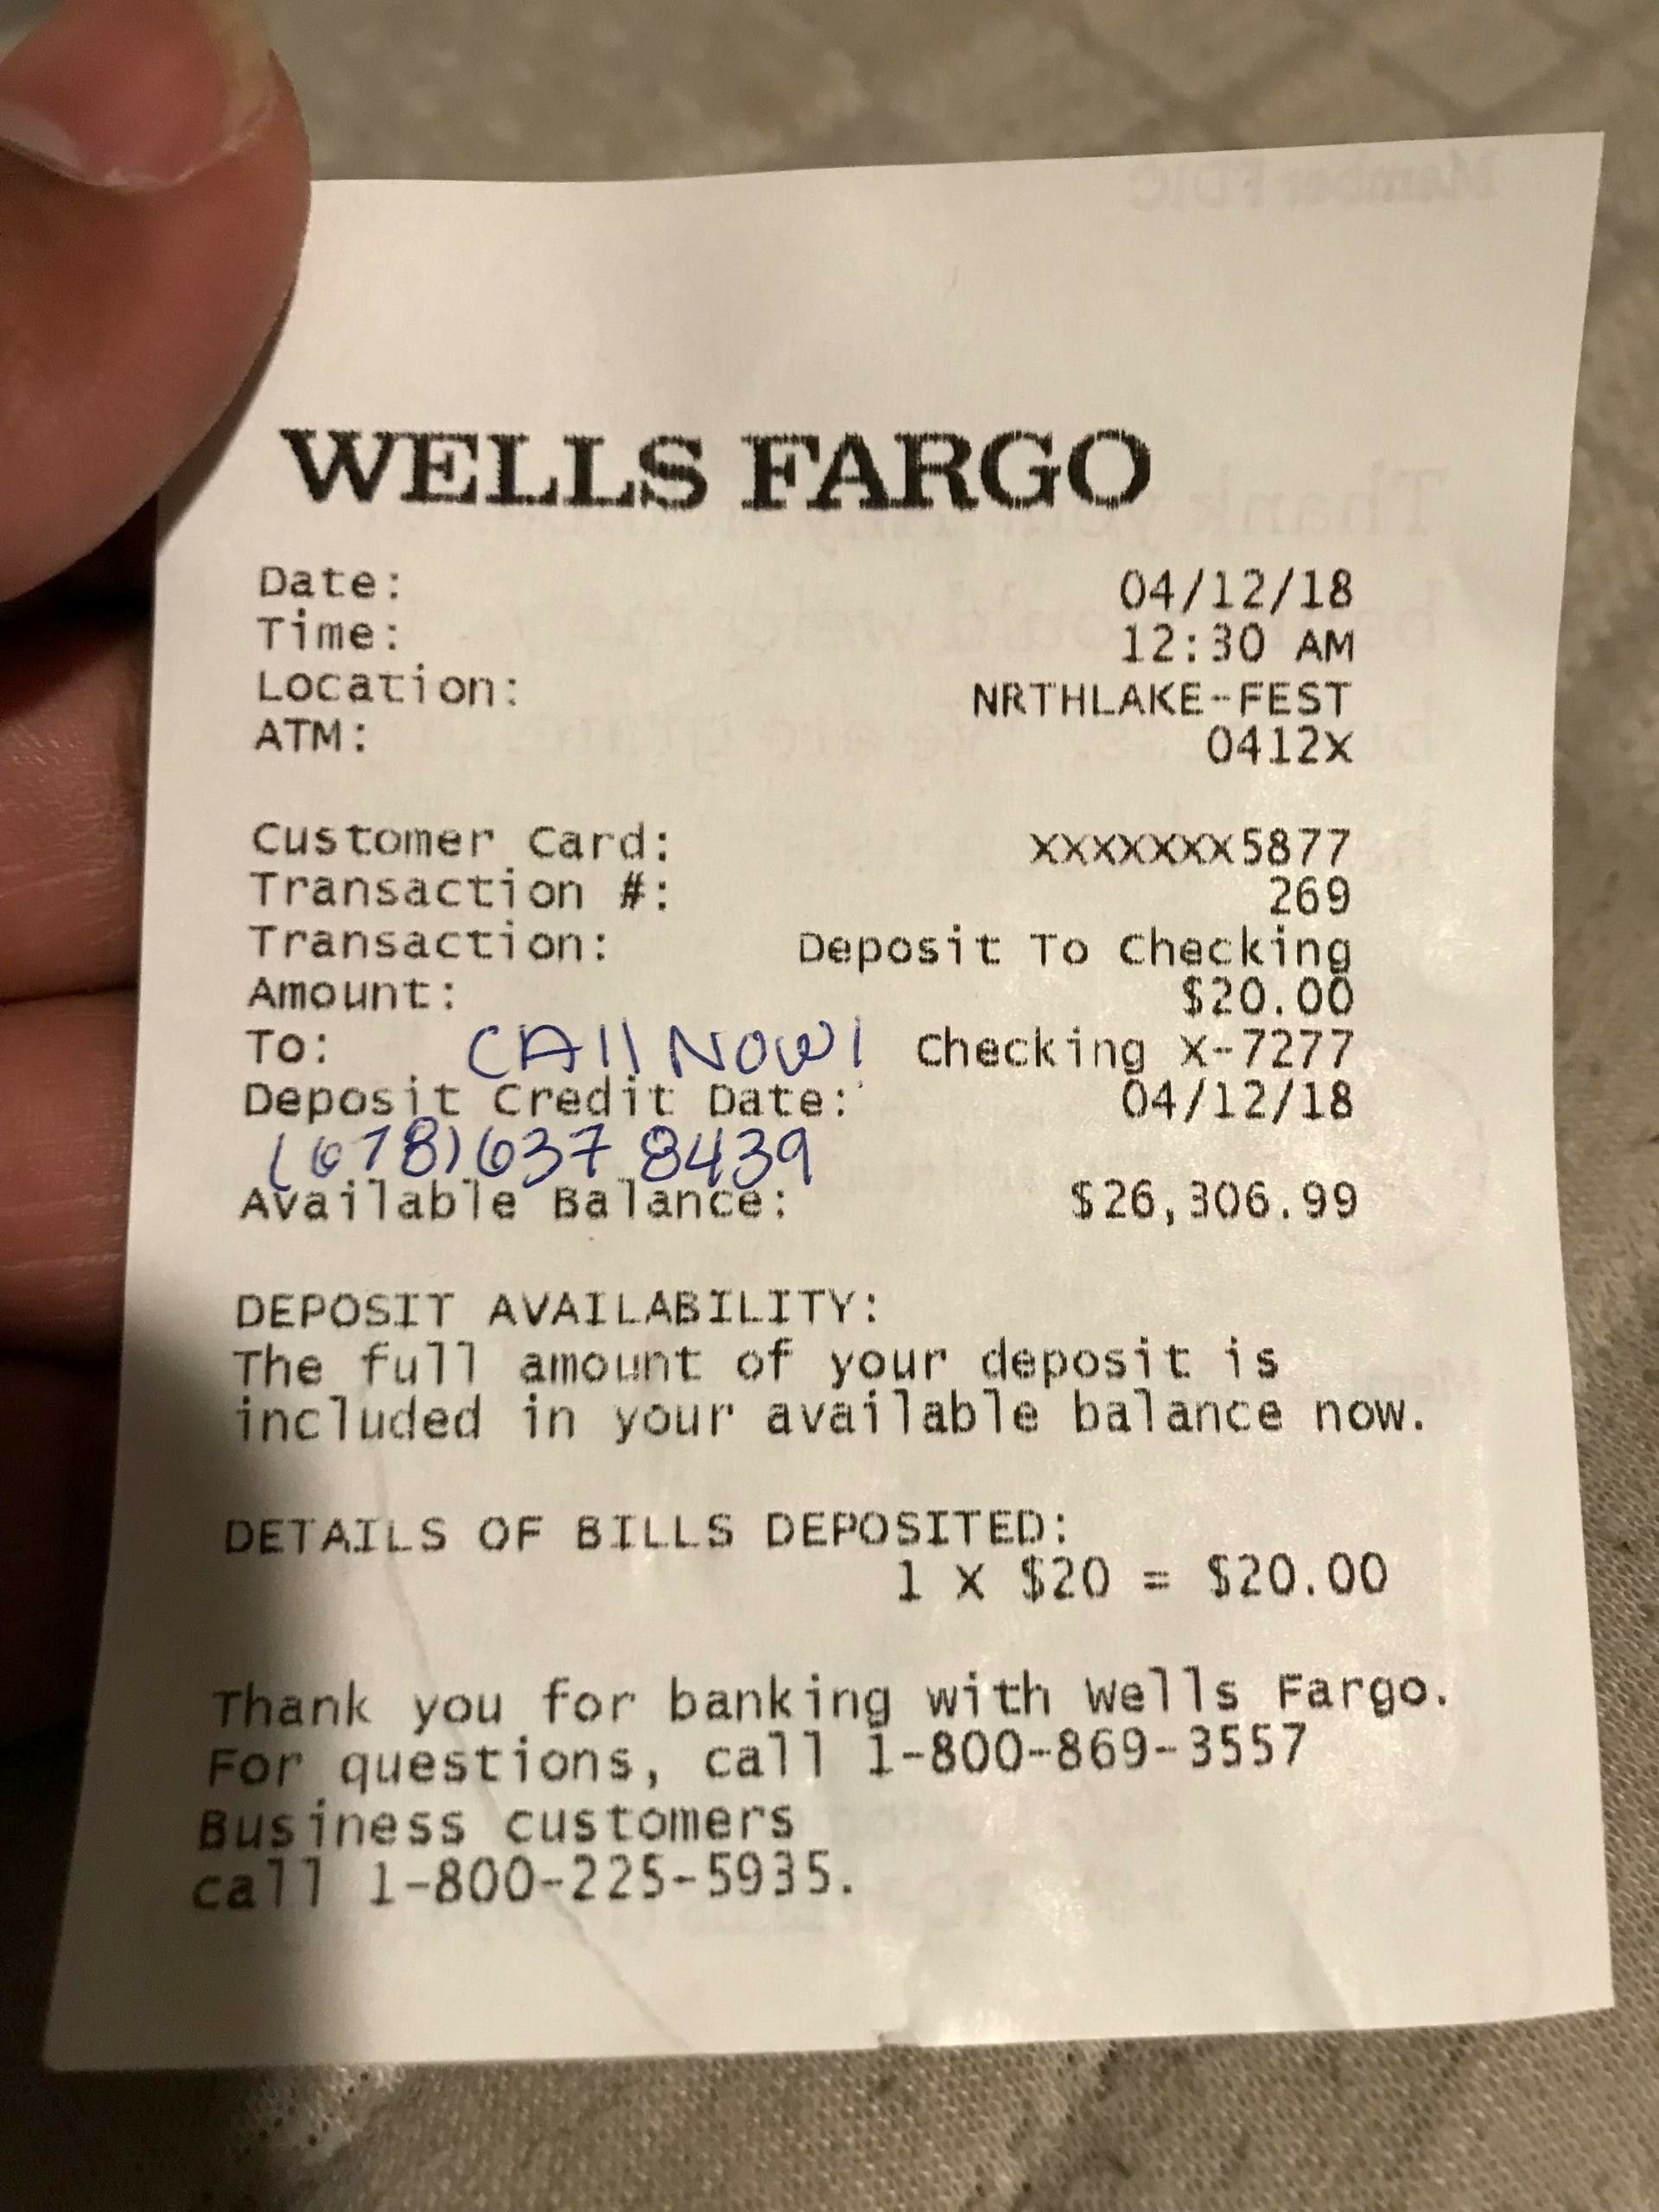 Member FDIC
WELLS FARGO
Date: 04/12/18
Time: 12:30 AM
Location: NRTHLAKE-FEST
ATM: 0412X
Customer Card: XXXXXXX5877
Transaction #: 269
Transaction: Deposit To Checking
Amount: $20.00
To: CAll NOW! Checking X-7277
Deposit Credit Date: 04/12/18
(678) 637 8439
Available Balance: $26,306.99
DEPOSIT AVAILABILITY:
The full amount of your deposit is
included in your available balance now.
DETAILS OF BILLS DEPOSITED:
1 X $20 = $20.00
Thank you for banking with Wells Fargo.
For questions, call 1-800-869-3557
Business customers
call 1-800-225-5935.